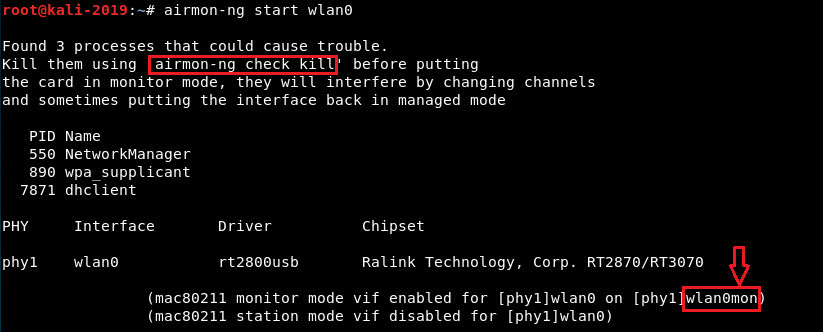 root@kali-2019:~# airmon-ng start wlan0
Found 3 processes that could cause trouble.
Kill them using 'airmon-ng check kill' before putting
the card in monitor mode, they will interfere by changing channels
and sometimes putting the interface back in managed mode
PID Name
550 NetworkManager
890 wpa_supplicant
7871 dhclient
PHY Interface Driver Chipset
phy1 wlan0 rt2800usb Ralink Technology, Corp. RT2870/RT3070
(mac80211 monitor mode vif enabled for [phy1]wlan0 on [phy1]wlan0mon)
(mac80211 station mode vif disabled for [phy1]wlan0)